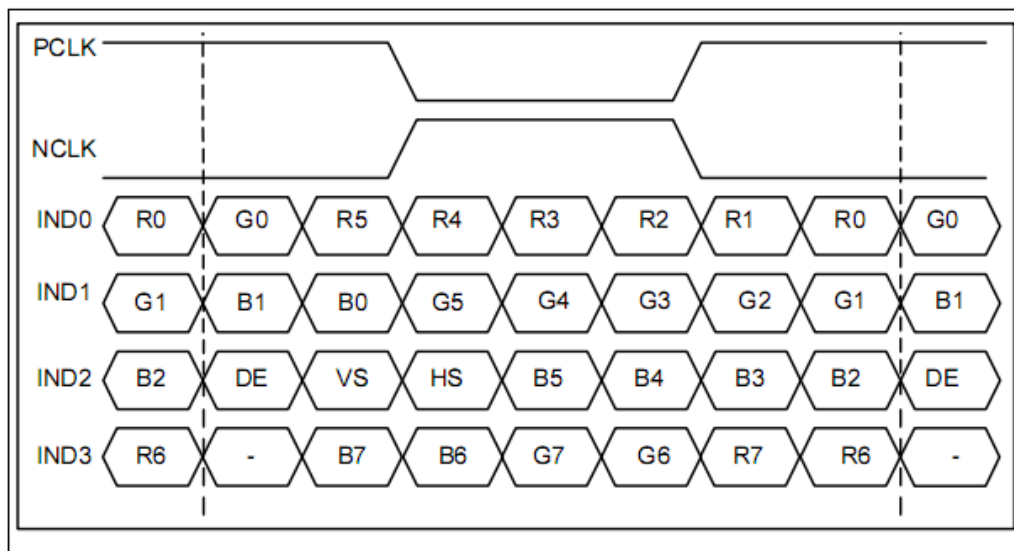 PCLK
NCLK
IND0 R0 G0 R5 R4 R3 R2 R1 R0 G0
IND1 G1 B1 B0 G5 G4 G3 G2 G1 B1
IND2 B2 DE VS HS B5 B4 B3 B2 DE
IND3 R6 - B7 B6 G7 G6 R7 R6 -